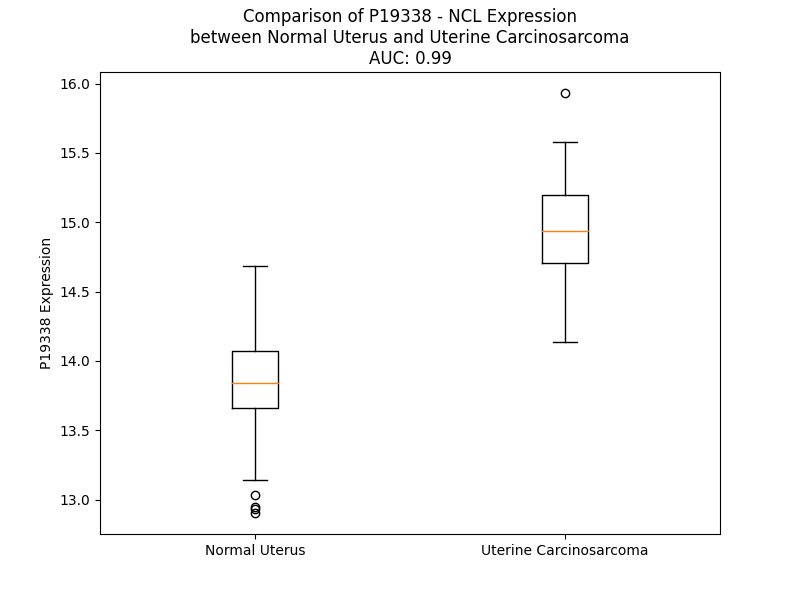 Comparison of P19338 - NCL Expression
between Normal Uterus and Uterine Carcinosarcoma
AUC: 0.99
16.0
15.5
15.0
14.5
14.0
13.5
13.0
P19338 Expression
Normal Uterus
Uterine Carcinosarcoma